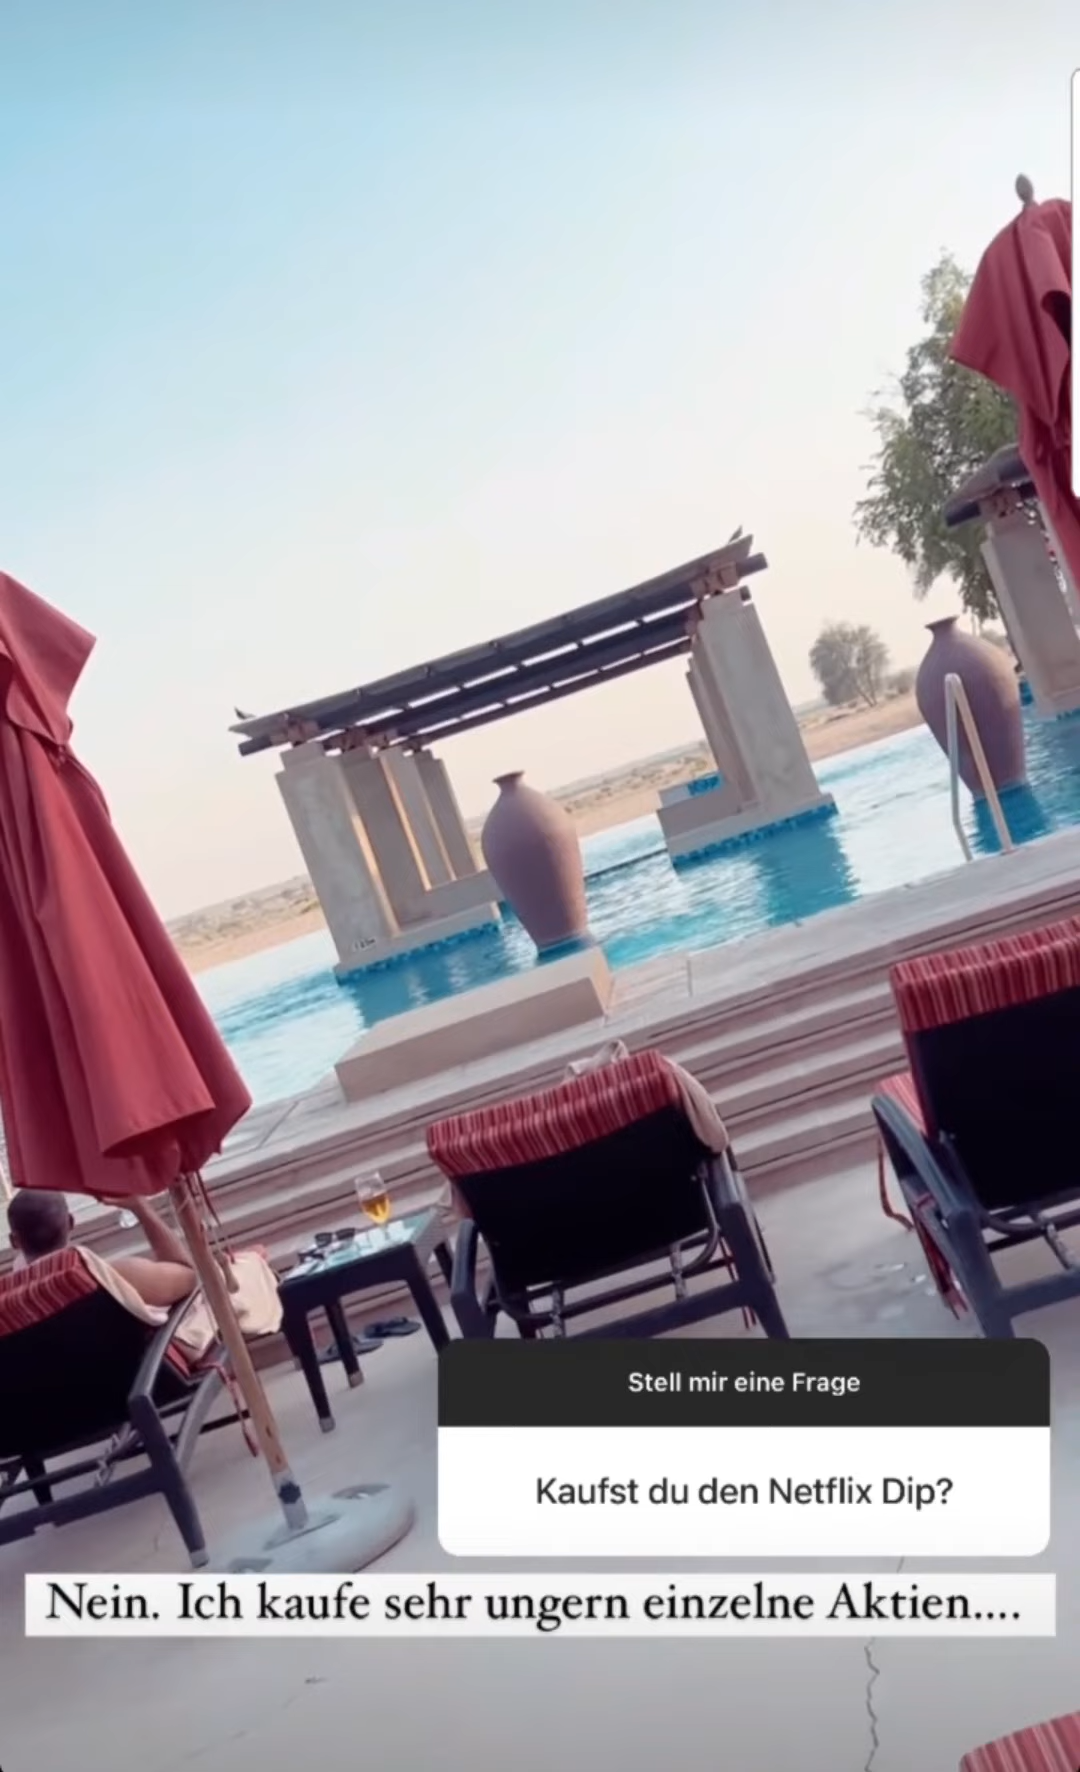 Stell mir eine Frage
Kaufst du den Netflix Dip?
Nein. Ich kaufe sehr ungern einzelne Aktien....